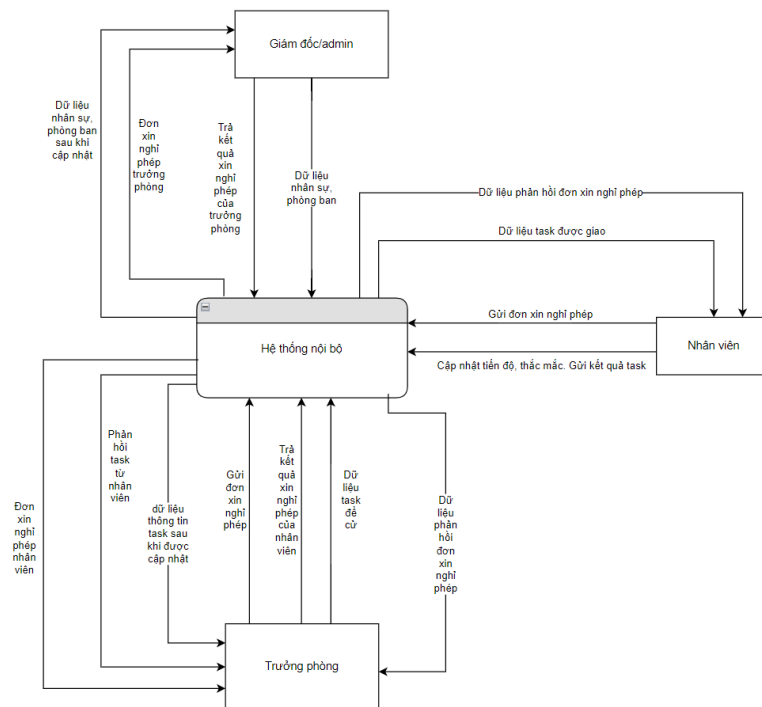 Giám đốc/admin
Dữ liệu
nhân sự,
phòng ban
sau khi
cập nhật
Đơn
xin
nghỉ
phép
trưởng
phòng
Trả
kết
quả
xin
nghỉ
phép
của
trưởng
phòng
Dữ liệu
nhân sự,
phòng ban
Dữ liệu phản hồi đơn xin nghỉ phép
Dữ liệu task được giao
Gửi đơn xin nghỉ phép
Nhân viên
Hệ thống nội bộ
Cập nhật tiến độ, thắc mắc. Gửi kết quả task
Đơn
xin
nghỉ
phép
nhân
viên
Phản
hồi
task
từ
nhân
viên
dữ liệu
thông tin
task sau
khi được
cập nhật
Gửi
đơn
xin
nghỉ
phép
Trả
kết
quả
xin
nghỉ
phép
của
nhân
viên
Dữ
liệu
task
đề
cử
Dữ
liệu
phản
hồi
đơn
xin
nghỉ
phép
Trưởng phòng